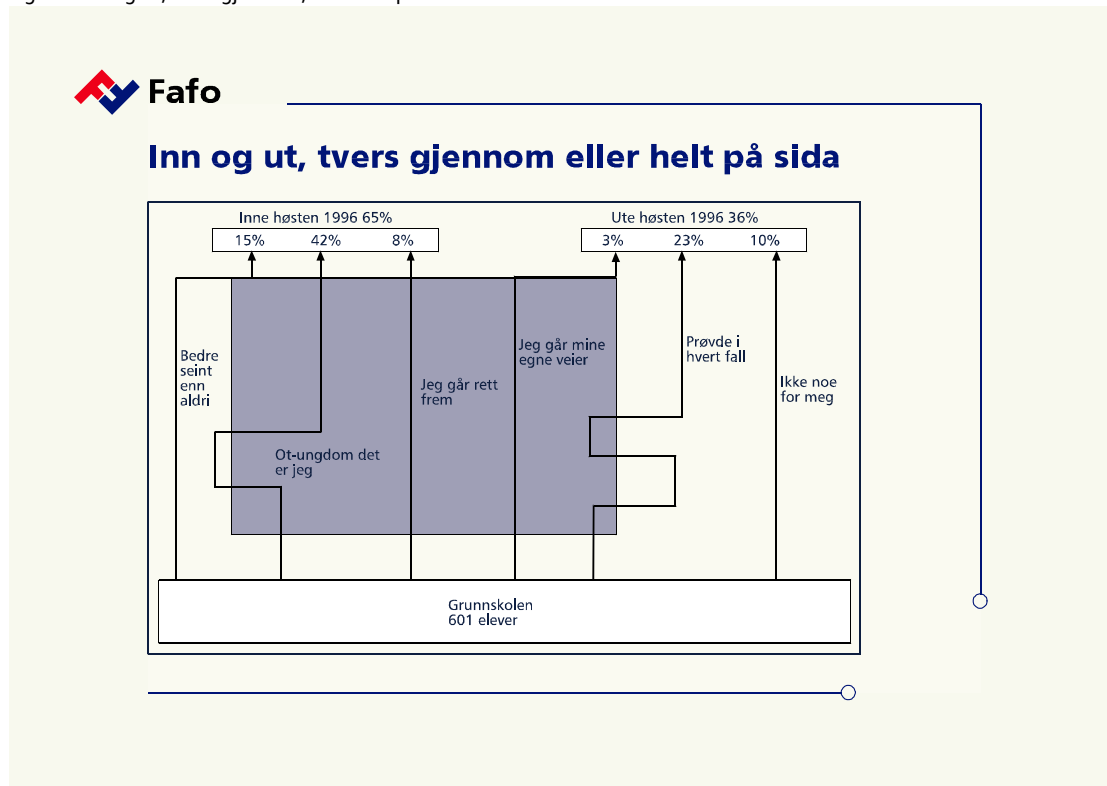 Fafo
Inn og ut, tvers gjennom eller helt på sida
Inne høsten 1996 65%
15% 42% 8%
Ute høsten 1996 36%
3% 23% 10%
Bedre
seint
enn
aldri
Ot-ungdom det
er jeg
Jeg går rett
frem
Jeg går mine
egne veier
Prøvde i
hvert fall
Ikke noe
for meg
Grunnskolen
601 elever